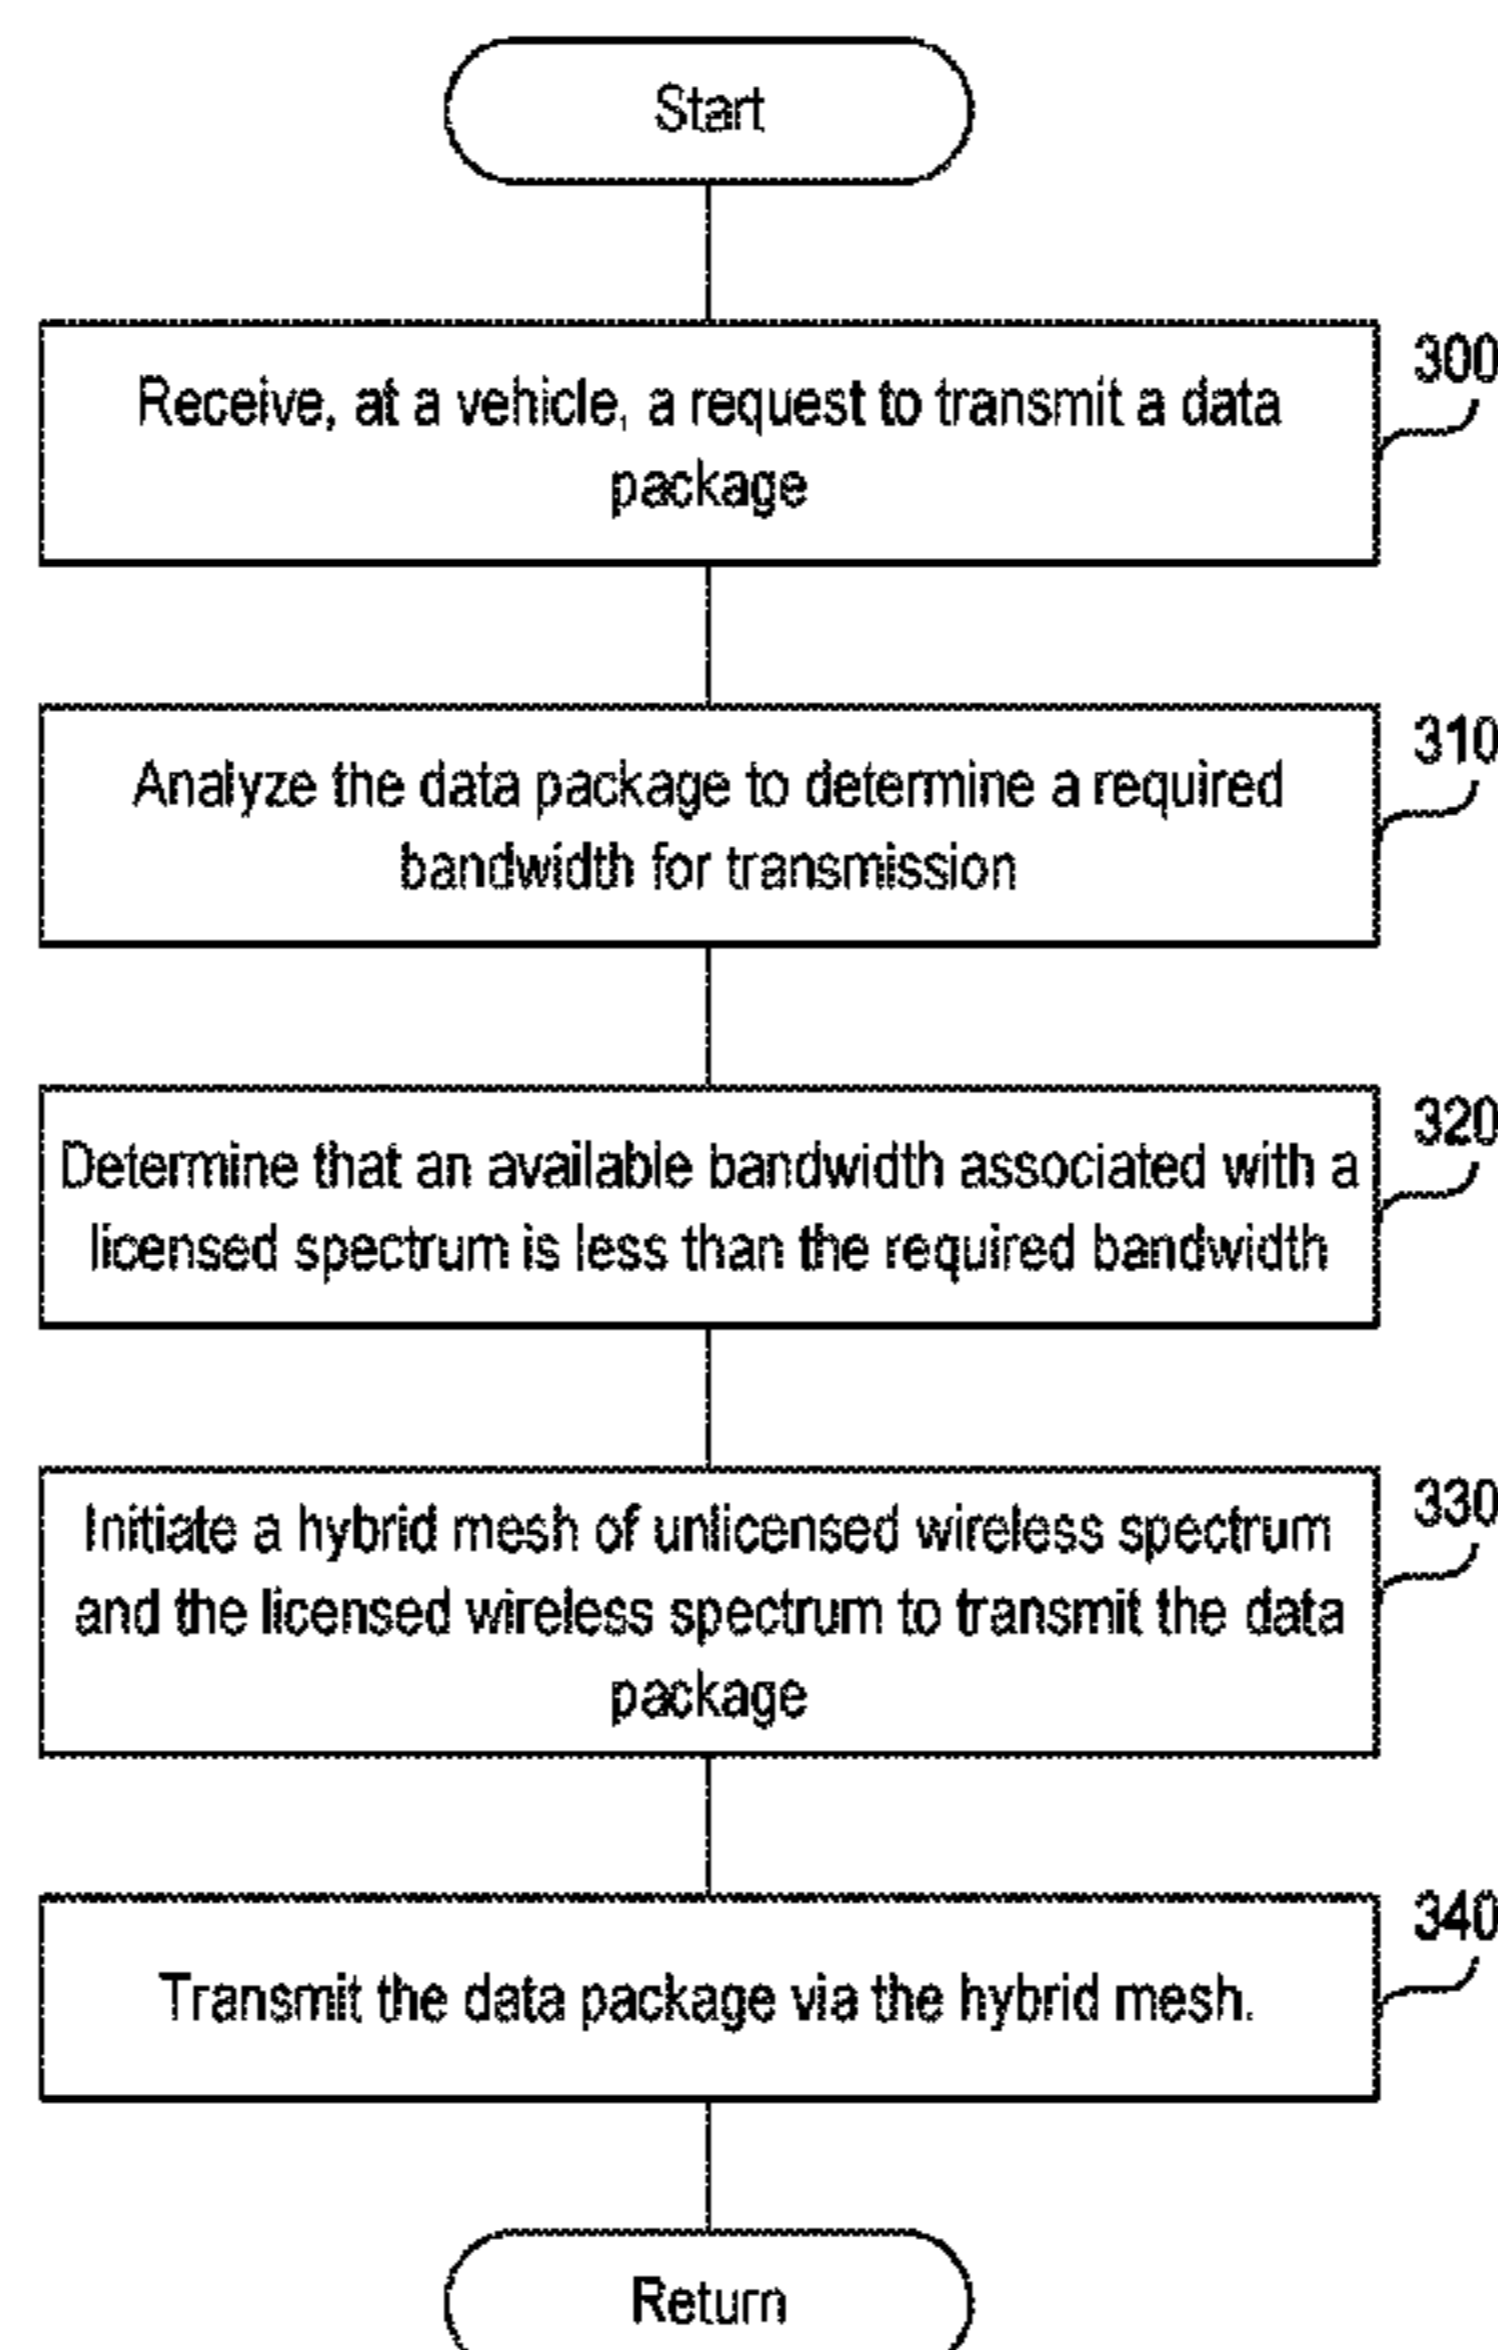 Start
300
Receive, at a vehicle, a request to transmit a data
package
310
Analyze the data package to determine a required
bandwidth for transmission
320
Determine that an available bandwidth associated with a
licensed spectrum is less than the required bandwidth
330
Initiate a hybrid mesh of unlicensed wireless spectrum
and the licensed wireless spectrum to transmit the data
package
340
Transmit the data package via the hybrid mesh.
Return